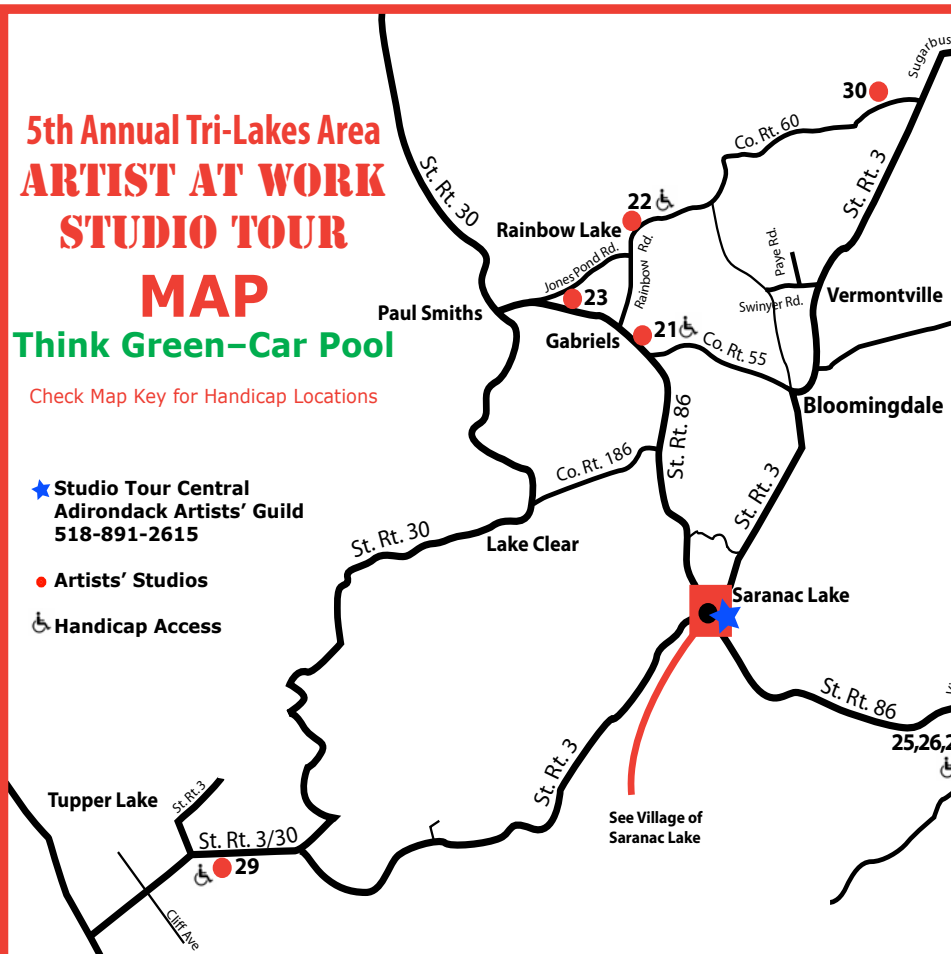 5th Annual Tri-Lakes Area
ARTIST AT WORK
STUDIO TOUR
MAP
Think Green–Car Pool
Check Map Key for Handicap Locations
Studio Tour Central
Adirondack Artists' Guild
518-891-2615
Artists' Studios
Handicap Access
St. Rt. 30
Paul Smiths
Rainbow Lake
22
Jones Pond Rd.
23
Rainbow Rd.
Gabriels
21
Co. Rt. 55
Co. Rt. 60
30
St. Rt. 3
Paye Rd.
Swinyer Rd.
Vermontville
Bloomingdale
St. Rt. 86
Co. Rt. 186
St. Rt. 3
St. Rt. 30
Lake Clear
Saranac Lake
St. Rt. 86
25,26,2
St. Rt. 3
See Village of
Saranac Lake
Tupper Lake
St. Rt.3
St. Rt. 3/30
29
Cliff Ave